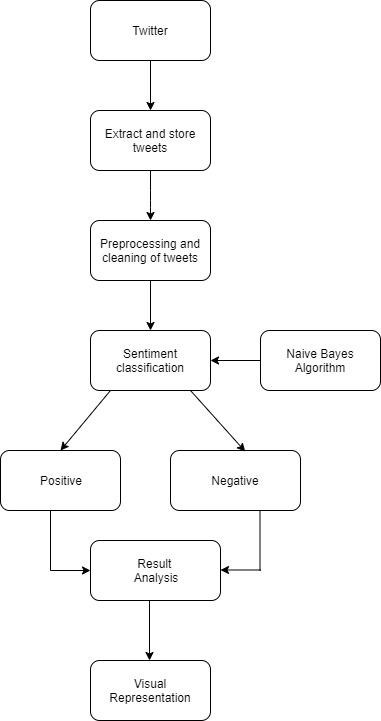 Twitter
Extract and store
tweets
Preprocessing and
cleaning of tweets
Sentiment
classification
Naive Bayes
Algorithm
Positive
Negative
Result
Analysis
Visual
Representation